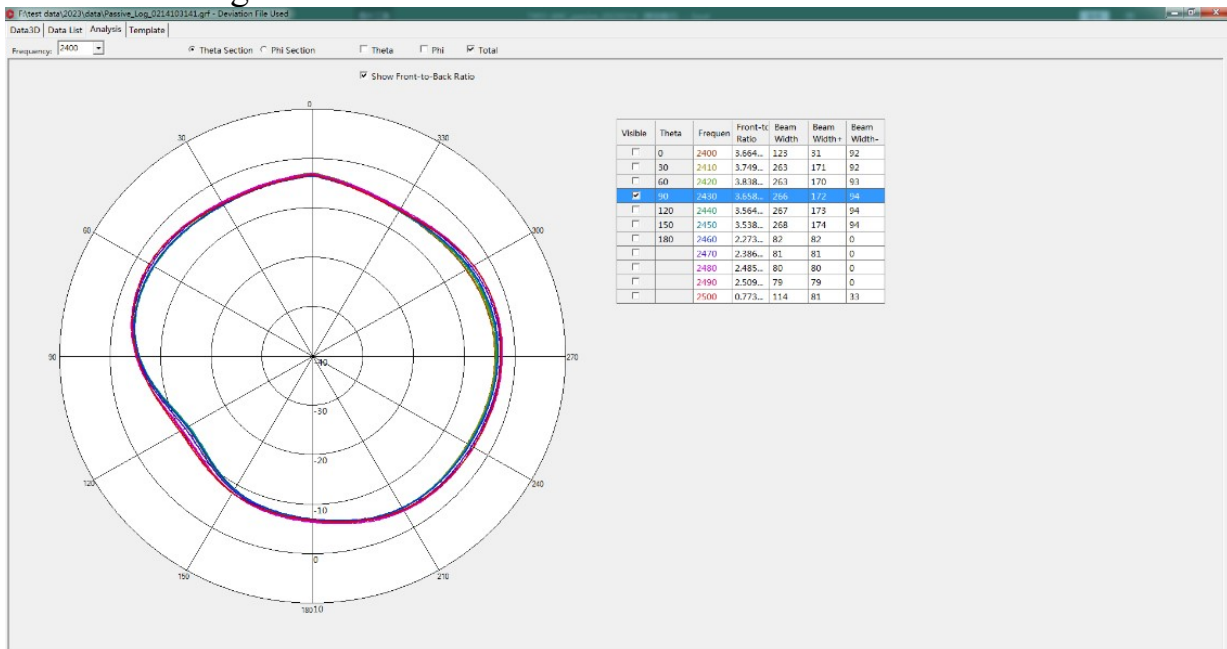 F:\test data\2023\data\Passive_Log_0214103141.grf - Deviation File Used
Data3D Data List Analysis Template
Frequency: 2400 Theta Section Phi Section Theta Phi Total
Show Front-to-Back Ratio
0
30 330
60 300
90 270
120 240
150 210
180
-40
-30
-20
-10
0
10
Visible Theta Frequen Front-to Ratio Beam Width Beam Width+ Beam Width-
0 2400 3.664... 123 31 92
30 2410 3.749... 263 171 92
60 2420 3.838... 263 170 93
90 2430 3.658... 266 172 94
120 2440 3.564... 267 173 94
150 2450 3.538... 268 174 94
180 2460 2.273... 82 82 0
2470 2.386... 81 81 0
2480 2.485... 80 80 0
2490 2.509... 79 79 0
2500 0.773... 114 81 33